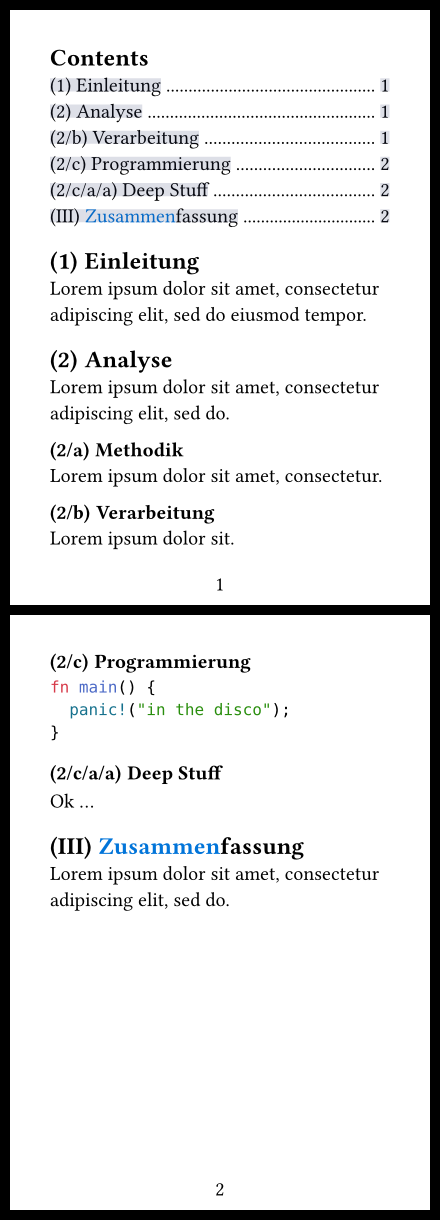 Contents
(1) Einleitung ................................................ 1
(2) Analyse .................................................... 1
(2/b) Verarbeitung ....................................... 1
(2/c) Programmierung ................................ 2
(2/c/a/a) Deep Stuff ..................................... 2
(III) Zusammenfassung .............................. 2
(1) Einleitung
Lorem ipsum dolor sit amet, consectetur
adipiscing elit, sed do eiusmod tempor.
(2) Analyse
Lorem ipsum dolor sit amet, consectetur
adipiscing elit, sed do.
(2/a) Methodik
Lorem ipsum dolor sit amet, consectetur.
(2/b) Verarbeitung
Lorem ipsum dolor sit.
1
(2/c) Programmierung
fn main() {
  panic!("in the disco");
}
(2/c/a/a) Deep Stuff
Ok …
(III) Zusammenfassung
Lorem ipsum dolor sit amet, consectetur
adipiscing elit, sed do.
2